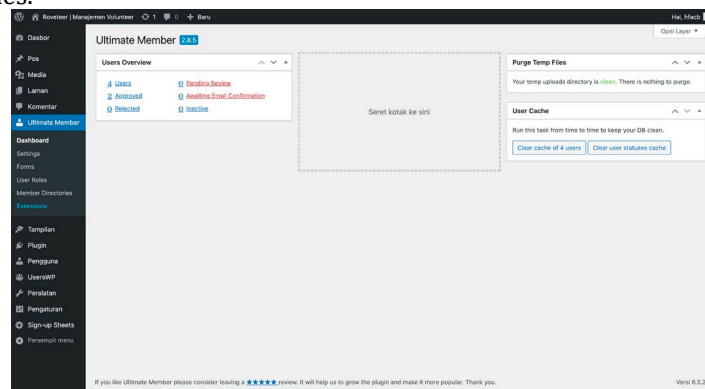 es.
Roveteer | Manajemen Volunteer 1 0 + Baru Hai, hfacb
Opsi Layar ▼
Dasbor
Pos
Media
Laman
Komentar
Ultimate Member
Dashboard
Settings
Forms
User Roles
Member Directories
Extensions
Tampilan
Plugin
Pengguna
UsersWP
Peralatan
Pengaturan
Sign-up Sheets
Persempit menu
Ultimate Member 2.8.5
Users Overview
4 Users 0 Pending Review
2 Approved 0 Awaiting Email Confirmation
0 Rejected 0 Inactive
Seret kotak ke sini
Purge Temp Files
Your temp uploads directory is clean. There is nothing to purge.
User Cache
Run this task from time to time to keep your DB clean.
Clear cache of 4 users Clear user statuses cache
If you like Ultimate Member please consider leaving a ★★★★★ review. It will help us to grow the plugin and make it more popular. Thank you. Versi 6.5.2